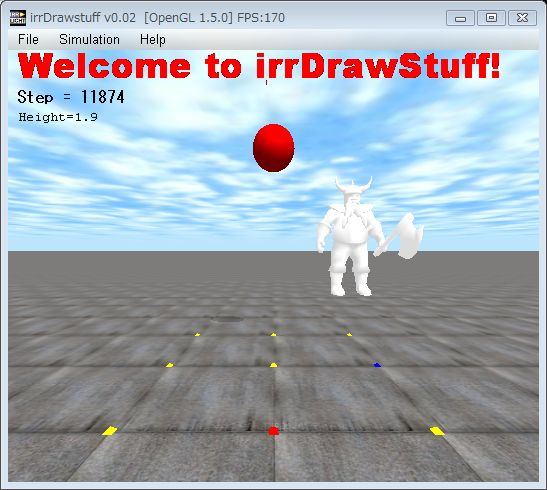 irrDrawstuff v0.02 [OpenGL 1.5.0] FPS:170
File Simulation Help
Welcome to irrDrawStuff!
Step = 11874
Height=1.9